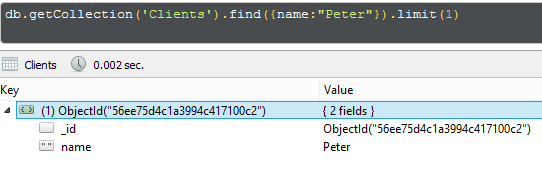 db.getCollection('Clients').find({name:"Peter"}).limit(1)
Clients 0.002 sec.
Key Value
(1) ObjectId("56ee75d4c1a3994c417100c2") { 2 fields }
_id ObjectId("56ee75d4c1a3994c417100c2")
" " name Peter